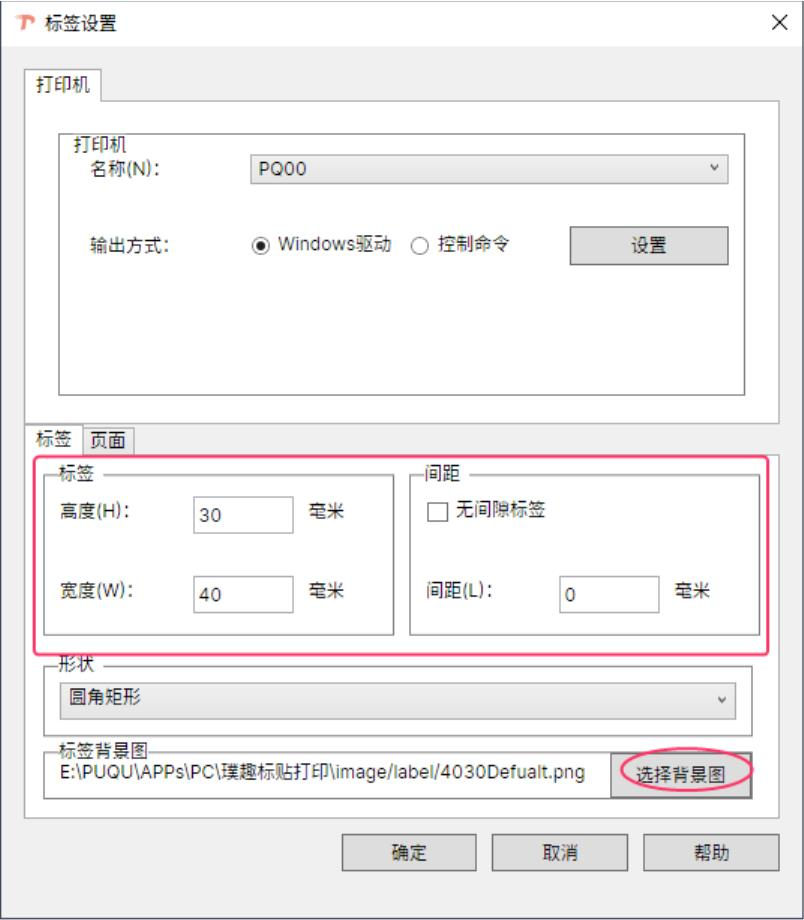 标签设置
打印机
打印机
名称(N)： PQ00
输出方式： Windows驱动 控制命令 设置
标签 页面
标签 间距
高度(H)： 30 毫米 无间隙标签
宽度(W)： 40 毫米 间距(L)： 0 毫米
形状
圆角矩形
标签背景图
E:\PUQU\APPs\PC\璞趣标贴打印\image/label/4030Defualt.png 选择背景图
确定 取消 帮助